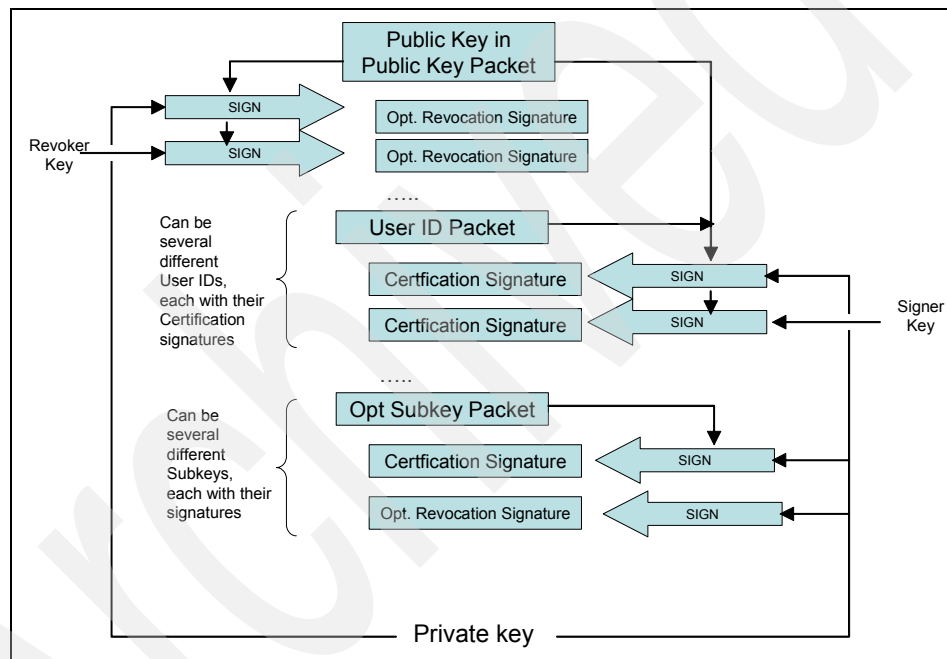 Public Key in
Public Key Packet
SIGN
Opt. Revocation Signature
Revoker
Key
SIGN
Opt. Revocation Signature
…..
Can be
several
different
User IDs,
each with their
Certification
signatures
User ID Packet
Certfication Signature
SIGN
Certfication Signature
SIGN
Signer
Key
…..
Can be
several
different
Subkeys,
each with their
signatures
Opt Subkey Packet
Certfication Signature
SIGN
Opt. Revocation Signature
SIGN
Private key
Archived